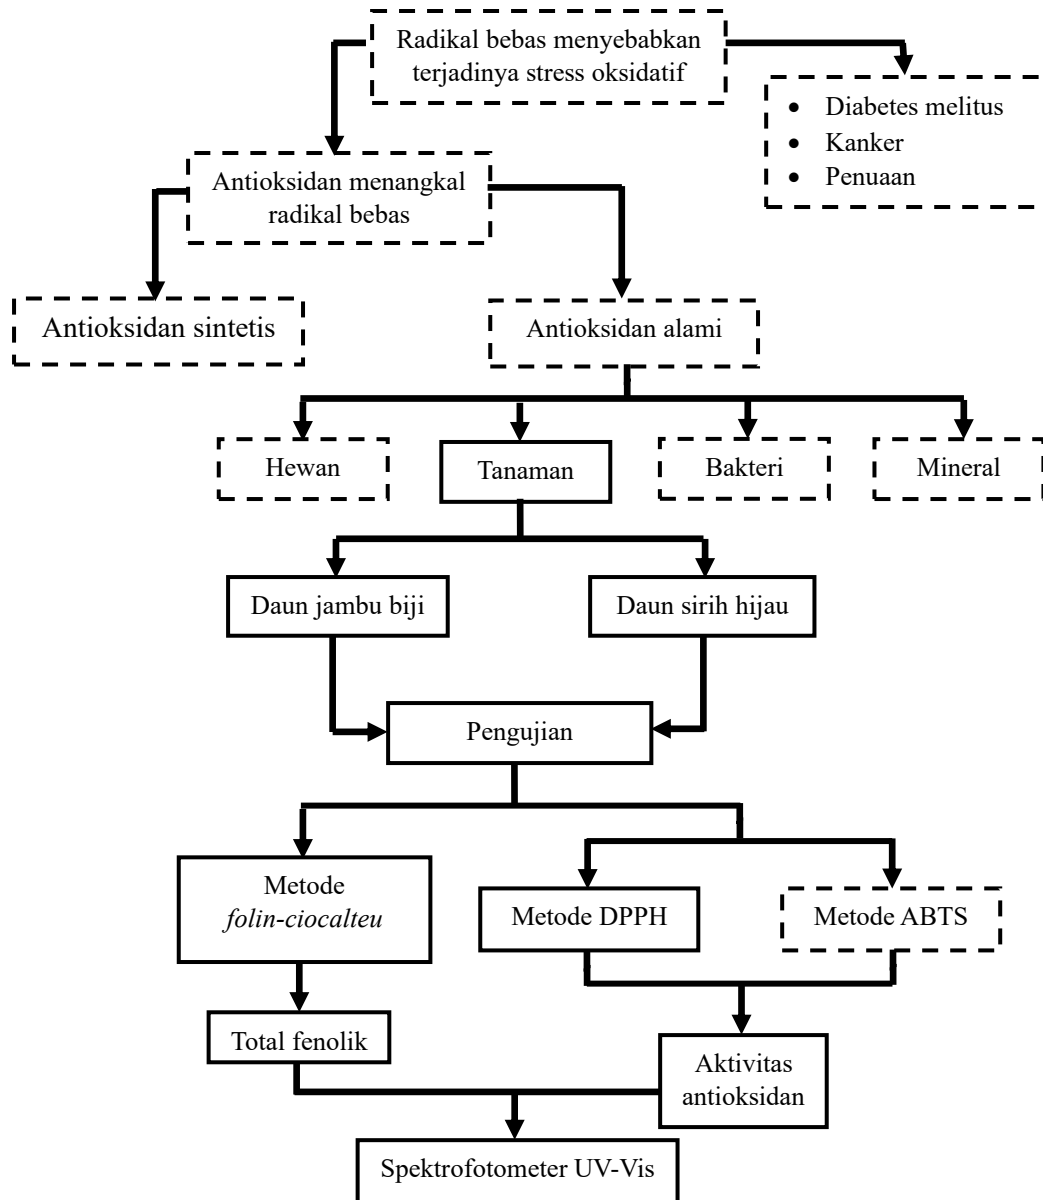 Radikal bebas menyebabkan
terjadinya stress oksidatif
• Diabetes melitus
• Kanker
• Penuaan
Antioksidan menangkal
radikal bebas
Antioksidan sintetis
Antioksidan alami
Hewan
Tanaman
Bakteri
Mineral
Daun jambu biji
Daun sirih hijau
Pengujian
Metode
folin-ciocalteu
Metode DPPH
Metode ABTS
Total fenolik
Aktivitas
antioksidan
Spektrofotometer UV-Vis